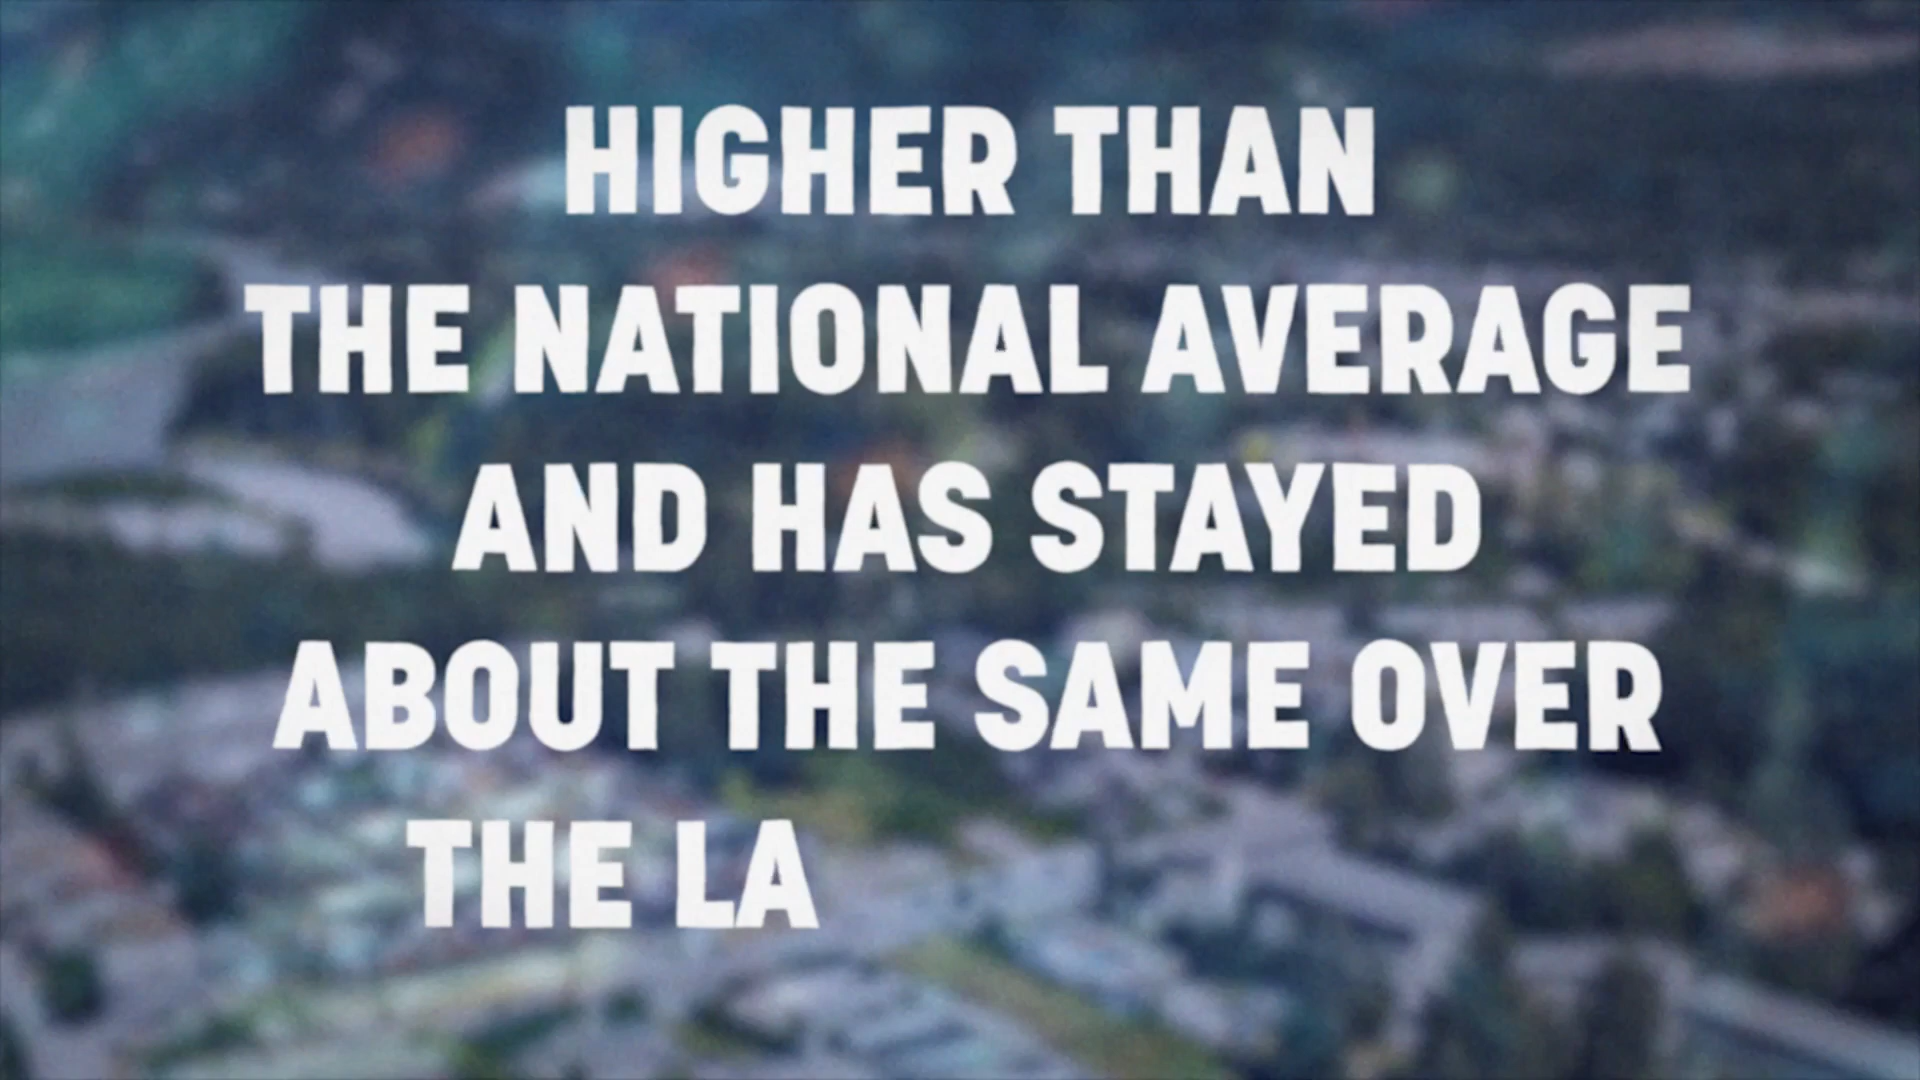 HIGHER THAN
THE NATIONAL AVERAGE
AND HAS STAYED
ABOUT THE SAME OVER
THE LA